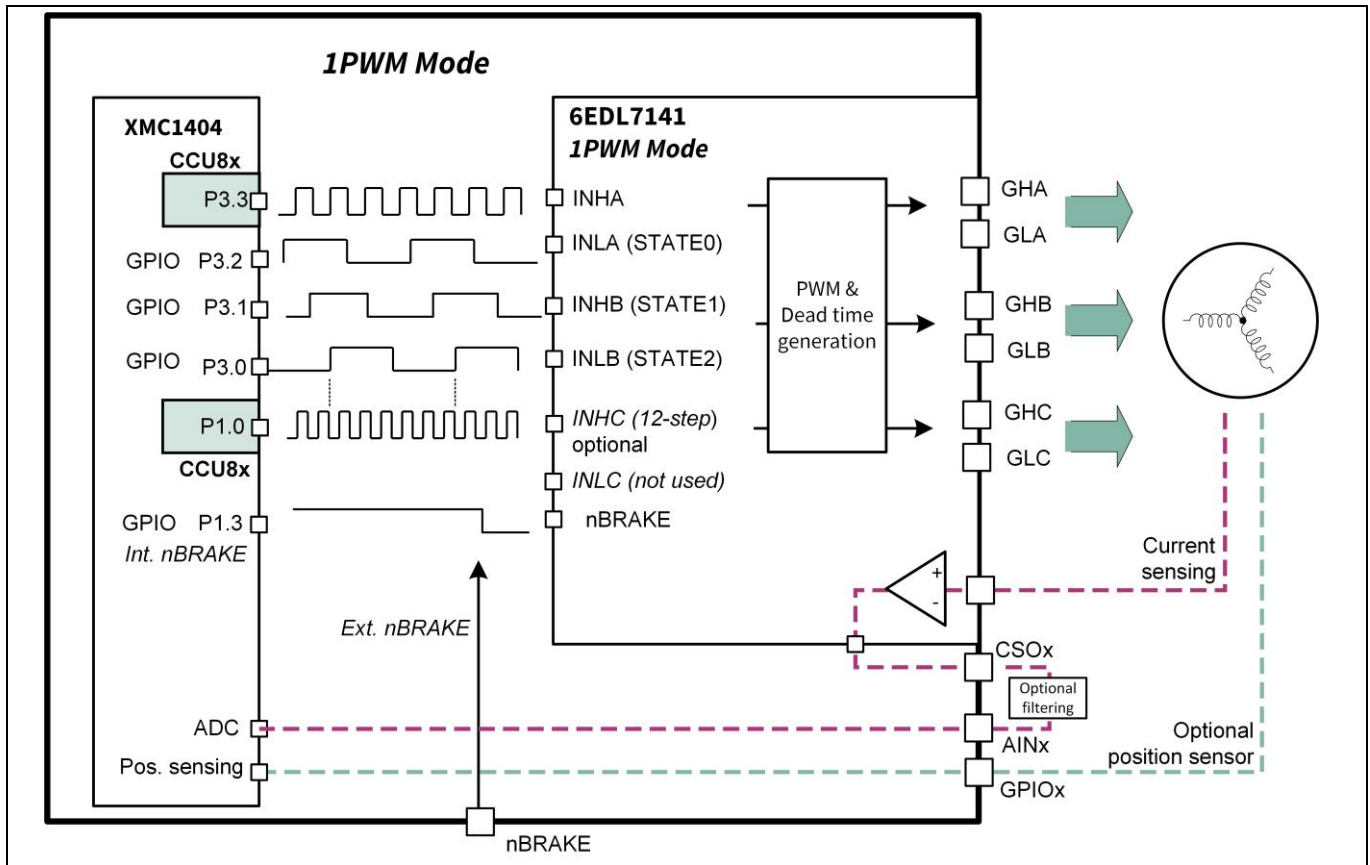 1PWM Mode
XMC1404
CCU8x
P3.3
GPIO P3.2
GPIO P3.1
GPIO P3.0
P1.0
CCU8x
GPIO P1.3
Int. nBRAKE
ADC
Pos. sensing
Ext. nBRAKE
nBRAKE
6EDL7141
1PWM Mode
INHA
INLA (STATE0)
INHB (STATE1)
INLB (STATE2)
INHC (12-step)
optional
INLC (not used)
nBRAKE
PWM &
Dead time
generation
+
-
GHA
GLA
GHB
GLB
GHC
GLC
Current
sensing
CSOx
Optional
filtering
AINx
Optional
position sensor
GPIOx